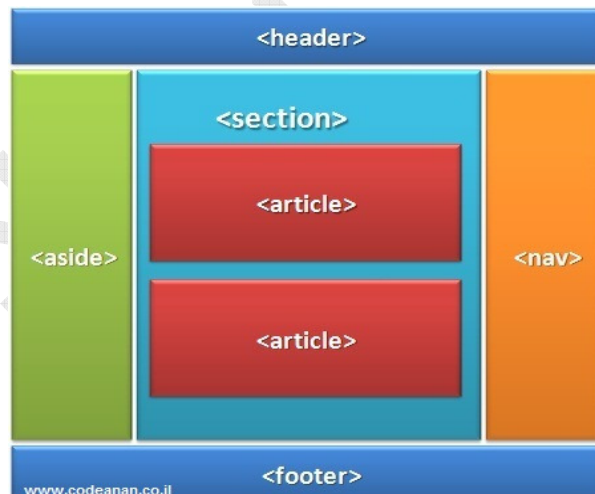 <header>
<section>
<article>
<aside>
<nav>
<article>
<footer>
www.codeanan.co.il